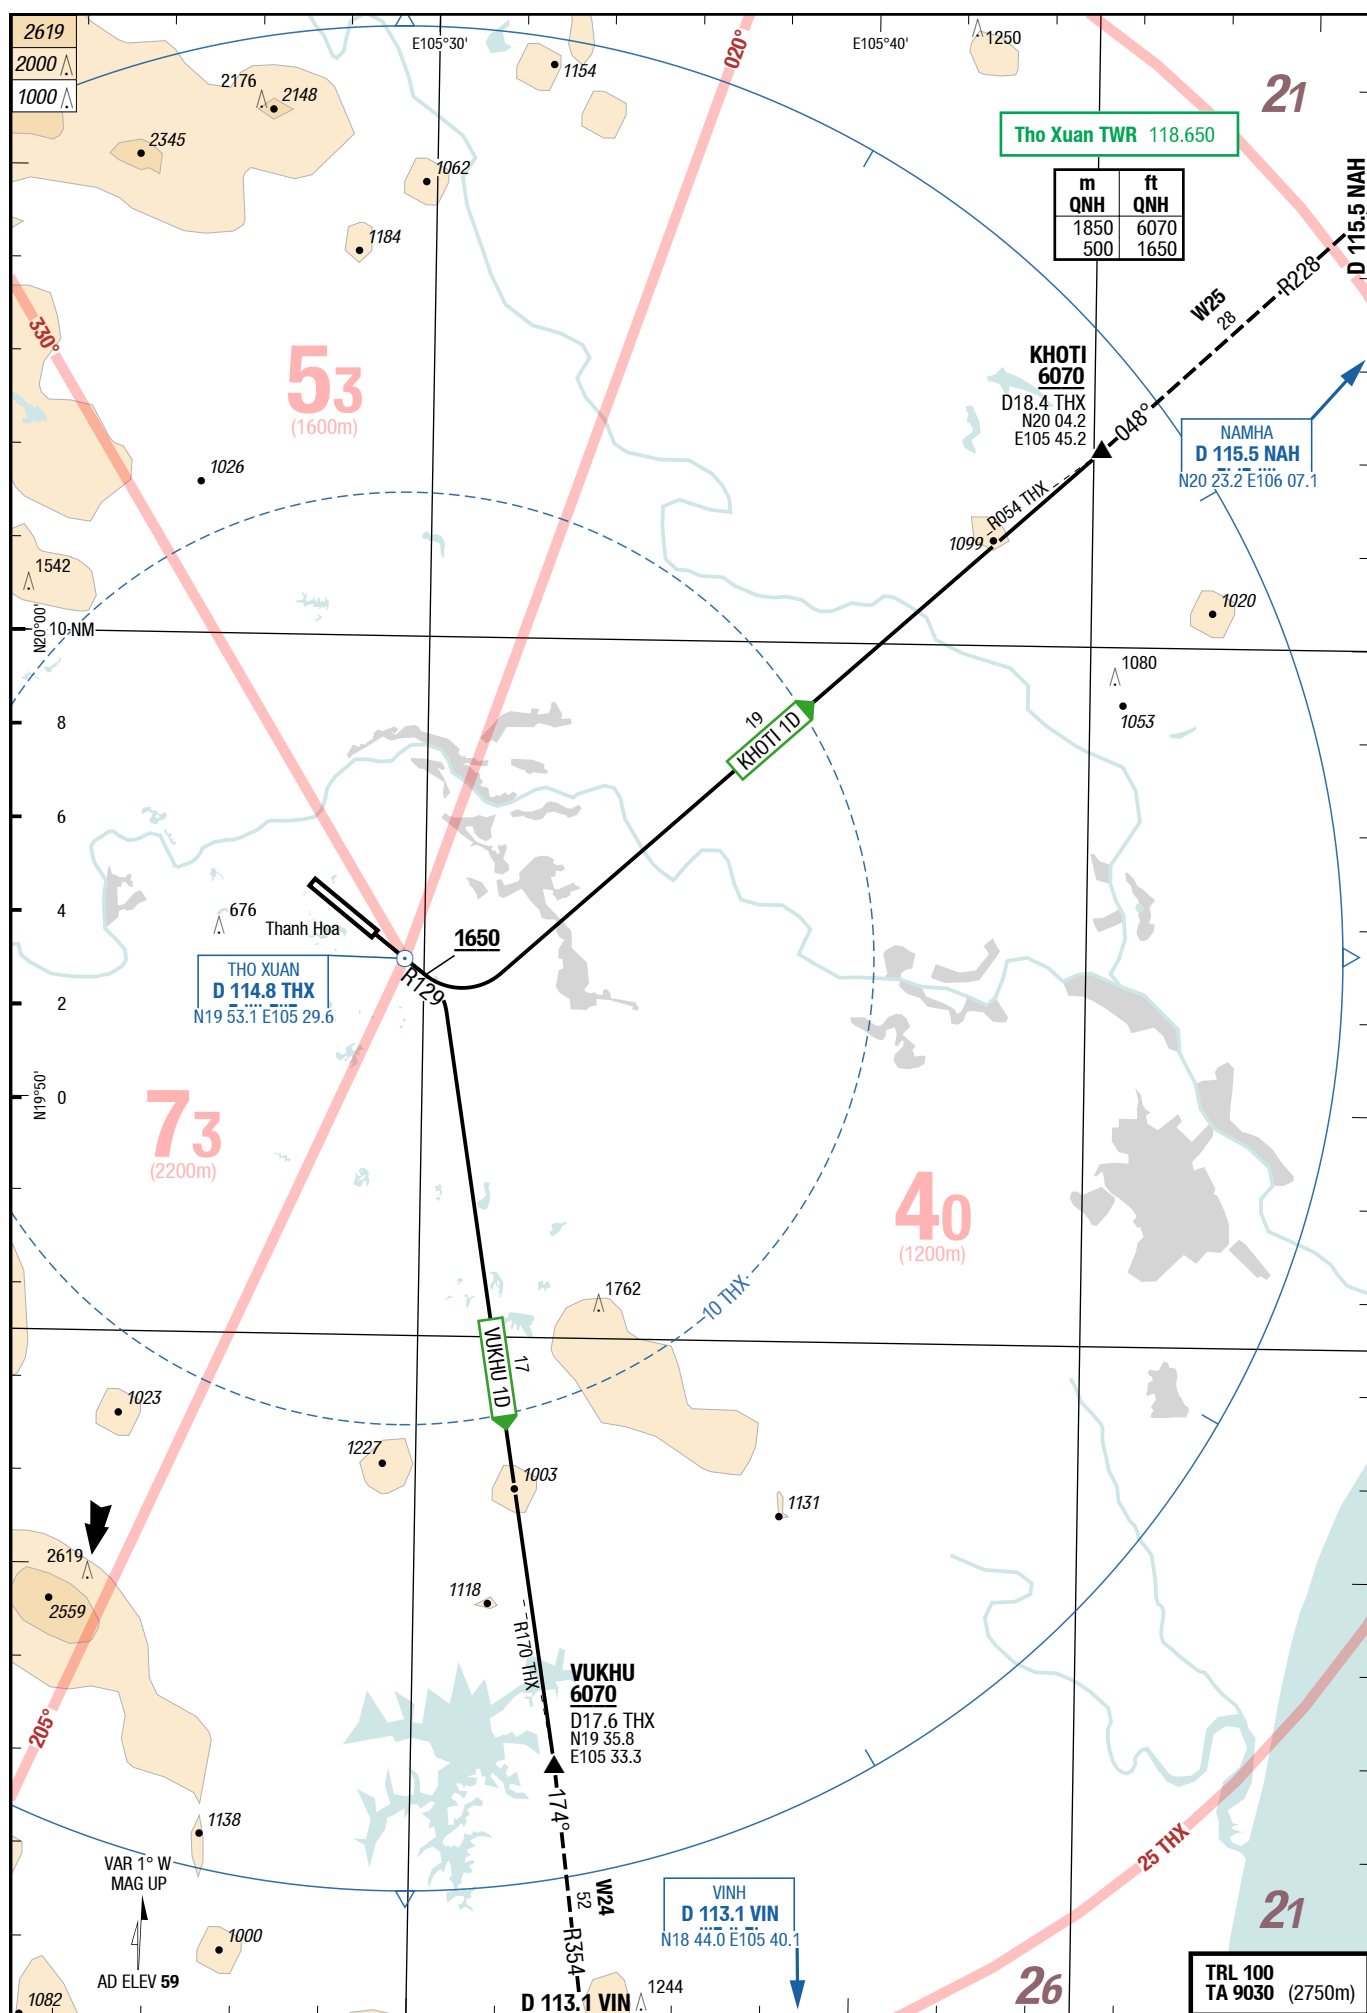 2619
2000
1000
E105°30'
E105°40'
1250
21
2176
2148
2345
1154
1062
1184
020°
330°
Tho Xuan TWR 118.650
m ft
QNH QNH
1850 6070
500 1650
D 115.5 NAH
R228
W25
28
53
(1600m)
KHOTI
6070
D18.4 THX
N20 04.2
E105 45.2
048°
NAMHA
D 115.5 NAH
N20 23.2 E106 07.1
1026
R054 THX
1099
1542
1020
N20°00'
10 NM
1080
1053
8
19
KHOTI 1D
6
4
676
Thanh Hoa
1650
THO XUAN
D 114.8 THX
N19 53.1 E105 29.6
R129
2
N19°50'
0
73
(2200m)
40
(1200m)
10 THX
1762
VUKHU 1D
17
1023
1227
1003
1131
2619
2559
1118
R170 THX
VUKHU
6070
D17.6 THX
N19 35.8
E105 33.3
205°
174°
1138
VAR 1° W
MAG UP
25 THX
W24
52
VINH
D 113.1 VIN
N18 44.0 E105 40.1
R354
1000
AD ELEV 59
21
26
1082
D 113.1 VIN
1244
TRL 100
TA 9030 (2750m)